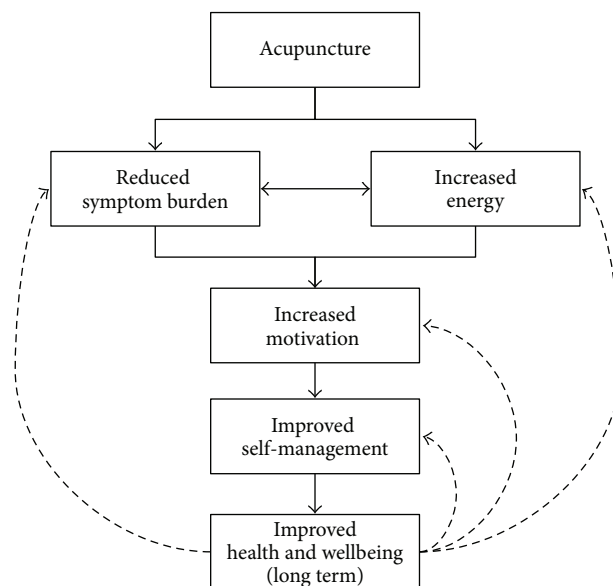 Acupuncture
Reduced
symptom burden
Increased
energy
Increased
motivation
Improved
self-management
Improved
health and wellbeing
(long term)